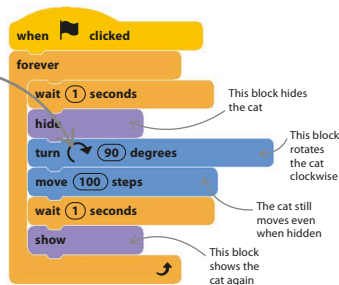 when clicked
forever
wait 1 seconds
This block hides
the cat
hide
This block
rotates
the cat
clockwise
turn 90 degrees
move 100 steps
The cat still
moves even
when hidden
wait 1 seconds
show
This block
shows the
cat again